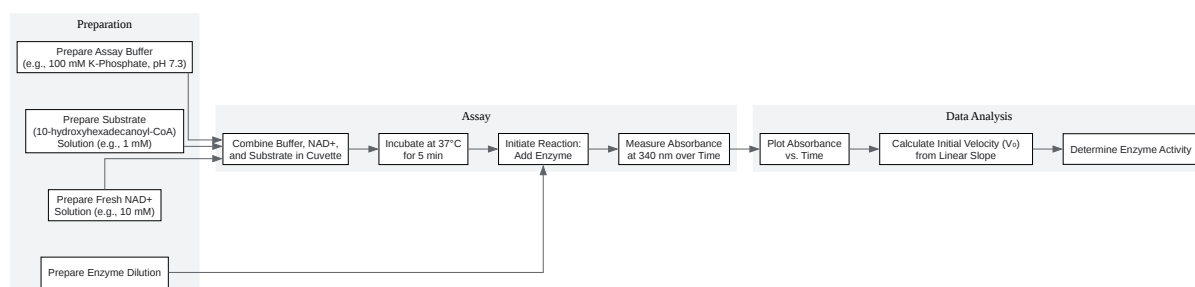 Preparation
Prepare Assay Buffer
(e.g., 100 mM K-Phosphate, pH 7.3)
Prepare Substrate
(10-hydroxyhexadecanoyl-CoA)
Solution (e.g., 1 mM)
Prepare Fresh NAD+
Solution (e.g., 10 mM)
Prepare Enzyme Dilution
Assay
Combine Buffer, NAD+,
and Substrate in Cuvette
Incubate at 37°C
for 5 min
Initiate Reaction:
Add Enzyme
Measure Absorbance
at 340 nm over Time
Data Analysis
Plot Absorbance
vs. Time
Calculate Initial Velocity (V₀)
from Linear Slope
Determine Enzyme Activity